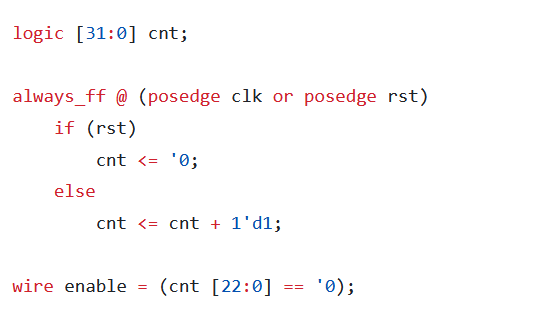 logic [31:0] cnt;
always_ff @ (posedge clk or posedge rst)
if (rst)
cnt <= '0;
else
cnt <= cnt + 1'd1;
wire enable = (cnt [22:0] == '0);